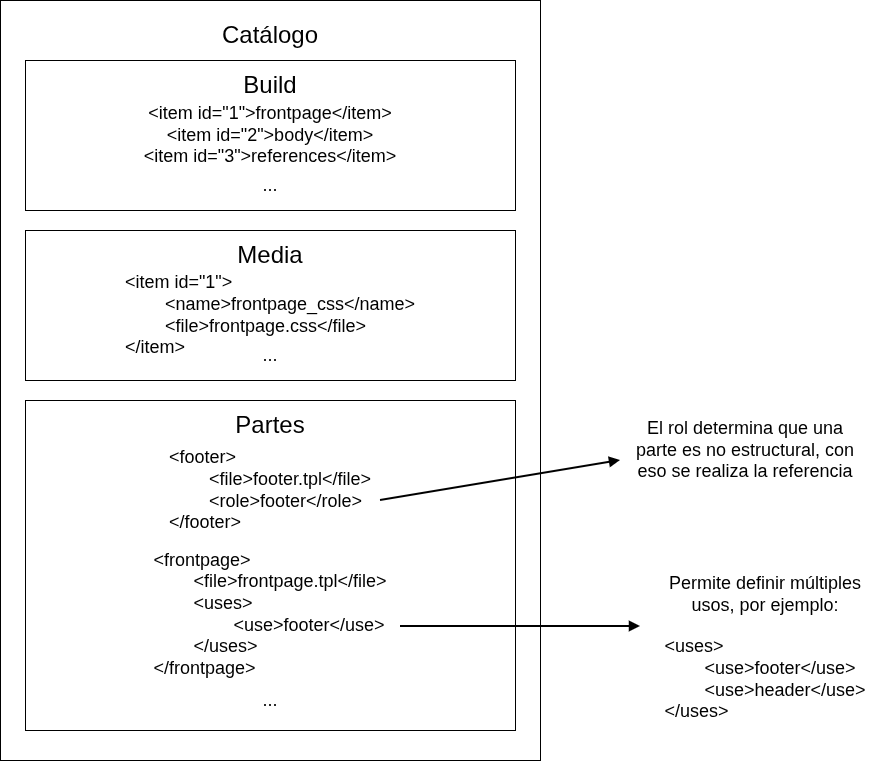 Catálogo
Build
<item id="1">frontpage</item>
<item id="2">body</item>
<item id="3">references</item>
...
Media
<item id="1">
<name>frontpage_css</name>
<file>frontpage.css</file>
</item>
...
Partes
<footer>
<file>footer.tpl</file>
<role>footer</role>
</footer>
<frontpage>
<file>frontpage.tpl</file>
<uses>
<use>footer</use>
</uses>
</frontpage>
...
El rol determina que una
parte es no estructural, con
eso se realiza la referencia
Permite definir múltiples
usos, por ejemplo:
<uses>
<use>footer</use>
<use>header</use>
</uses>